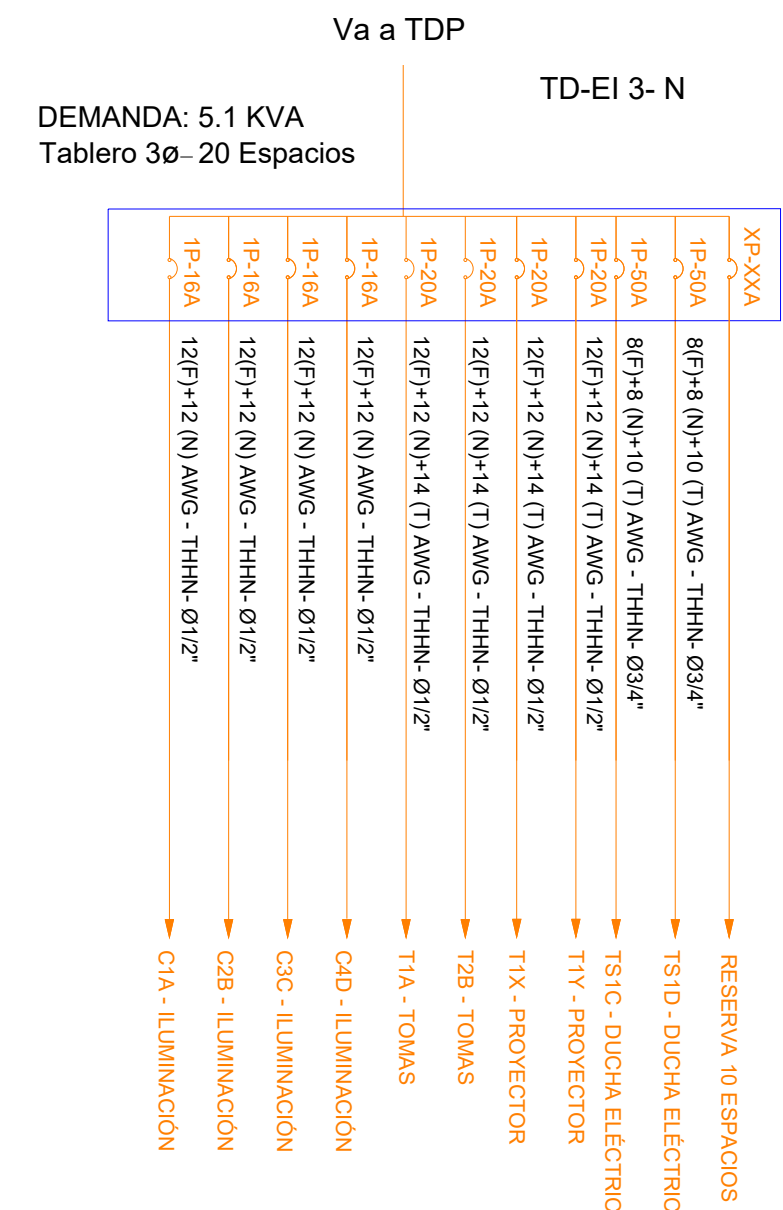 Va a TDP
TD-EI 3- N
DEMANDA: 5.1 KVA
Tablero 3ø– 20 Espacios
1P-16A
1P-16A
1P-16A
1P-16A
1P-20A
1P-20A
1P-20A
1P-20A
1P-50A
1P-50A
XP-XXA
12(F)+12 (N) AWG - THHN- Ø1/2"
12(F)+12 (N) AWG - THHN- Ø1/2"
12(F)+12 (N) AWG - THHN- Ø1/2"
12(F)+12 (N) AWG - THHN- Ø1/2"
12(F)+12 (N)+14 (T) AWG - THHN- Ø1/2"
12(F)+12 (N)+14 (T) AWG - THHN- Ø1/2"
12(F)+12 (N)+14 (T) AWG - THHN- Ø1/2"
12(F)+12 (N)+14 (T) AWG - THHN- Ø1/2"
8(F)+8 (N)+10 (T) AWG - THHN- Ø3/4"
8(F)+8 (N)+10 (T) AWG - THHN- Ø3/4"
C1A - ILUMINACIÓN
C2B - ILUMINACIÓN
C3C - ILUMINACIÓN
C4D - ILUMINACIÓN
T1A - TOMAS
T2B - TOMAS
T1X - PROYECTOR
T1Y - PROYECTOR
TS1C - DUCHA ELÉCTRIC
TS1D - DUCHA ELÉCTRIC
RESERVA 10 ESPACIOS